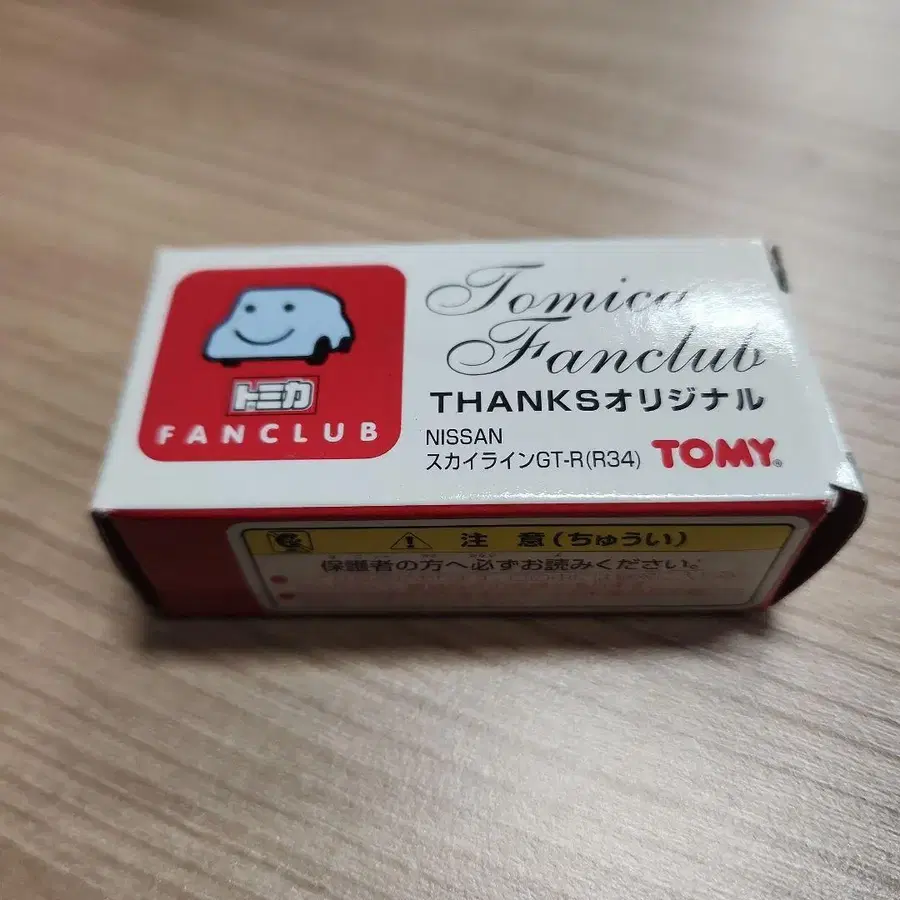 トミカ
FANCLUB
Tomica
Fanclub
THANKSオリジナル
NISSAN
スカイラインGT-R(R34)
TOMY®
注 意(ちゅうい)
保護者の方へ必ずお読みください。